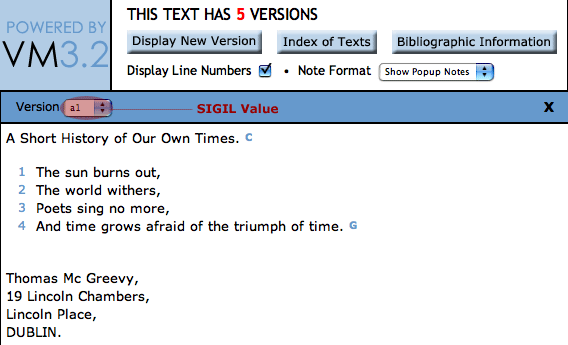 POWERED BY
VM3.2
THIS TEXT HAS 5 VERSIONS
Display New Version Index of Texts Bibliographic Information
Display Line Numbers • Note Format Show Popup Notes
Version a1 SIGIL Value X
A Short History of Our Own Times. C
1 The sun burns out,
2 The world withers,
3 Poets sing no more,
4 And time grows afraid of the triumph of time. G
Thomas Mc Greevy,
19 Lincoln Chambers,
Lincoln Place,
DUBLIN.